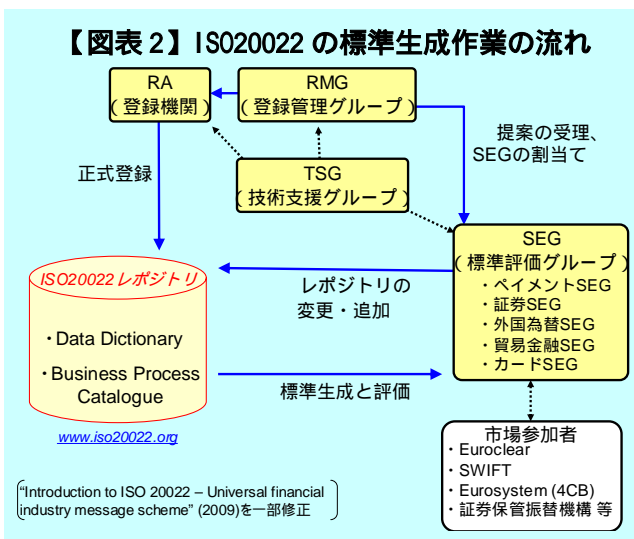 【図表2】ISO20022の標準生成作業の流れ
RA
(登録機関)
RMG
(登録管理グループ)
提案の受理、
SEGの割当て
正式登録
TSG
(技術支援グループ)
SEG
(標準評価グループ)
・ペイメントSEG
・証券SEG
・外国為替SEG
・貿易金融SEG
・カードSEG
ISO20022レポジトリ
レポジトリの
変更・追加
・Data Dictionary
・Business Process
Catalogue
標準生成と評価
www.iso20022.org
市場参加者
・Euroclear
・SWIFT
・Eurosystem (4CB)
・証券保管振替機構 等
“Introduction to ISO 20022 – Universal financial
industry message scheme” (2009)を一部修正